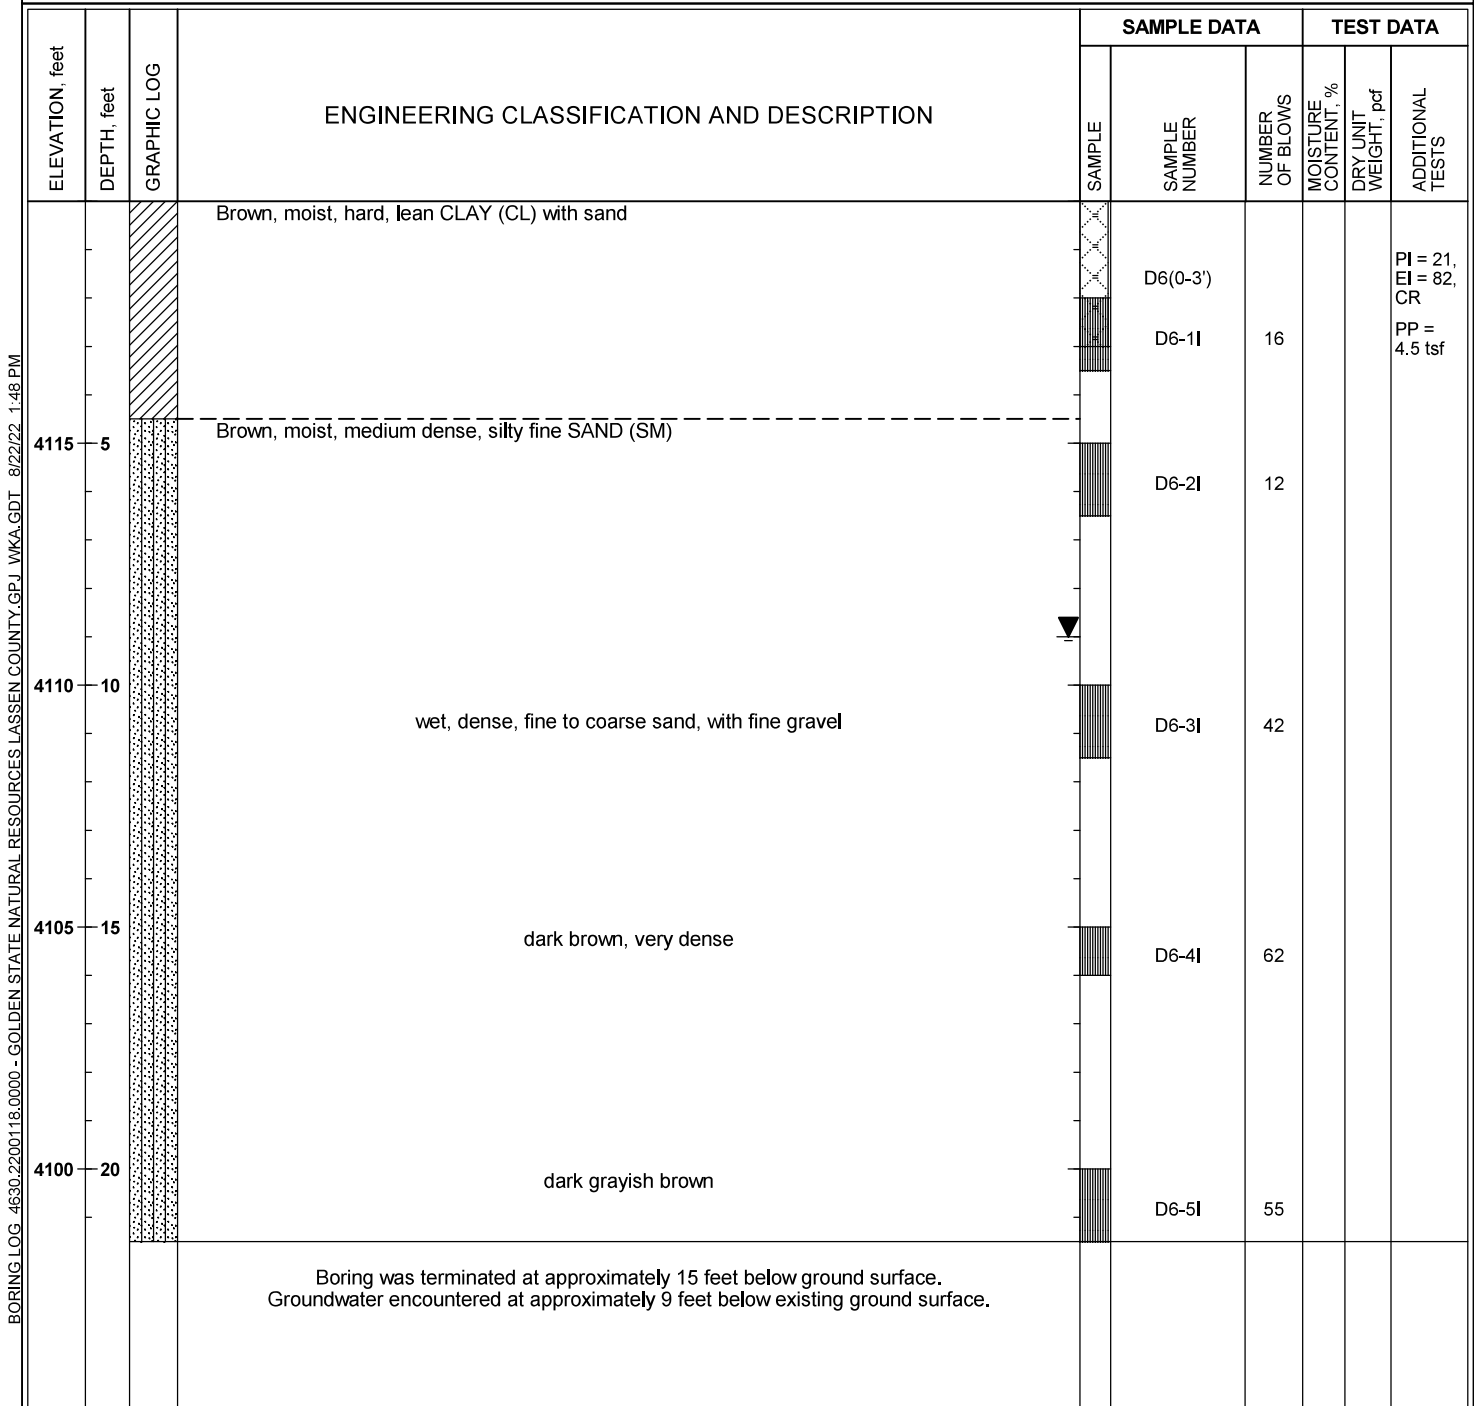 SAMPLE DATA
TEST DATA
ELEVATION, feet
DEPTH, feet
GRAPHIC LOG
ENGINEERING CLASSIFICATION AND DESCRIPTION
SAMPLE
SAMPLE
NUMBER
NUMBER
OF BLOWS
MOISTURE
CONTENT, %
DRY UNIT
WEIGHT, pcf
ADDITIONAL
TESTS
Brown, moist, hard, lean CLAY (CL) with sand
D6(0-3')
PI = 21,
EI = 82,
CR
D6-1I
16
PP =
4.5 tsf
Brown, moist, medium dense, silty fine SAND (SM)
4115
5
D6-2I
12
4110
10
wet, dense, fine to coarse sand, with fine gravel
D6-3I
42
4105
15
dark brown, very dense
D6-4I
62
4100
20
dark grayish brown
D6-5I
55
Boring was terminated at approximately 15 feet below ground surface.
Groundwater encountered at approximately 9 feet below existing ground surface.
BORING LOG 4630.2200118.0000 - GOLDEN STATE NATURAL RESOURCES LASSEN COUNTY.GPJ WKA.GDT 8/22/22 1:48 PM